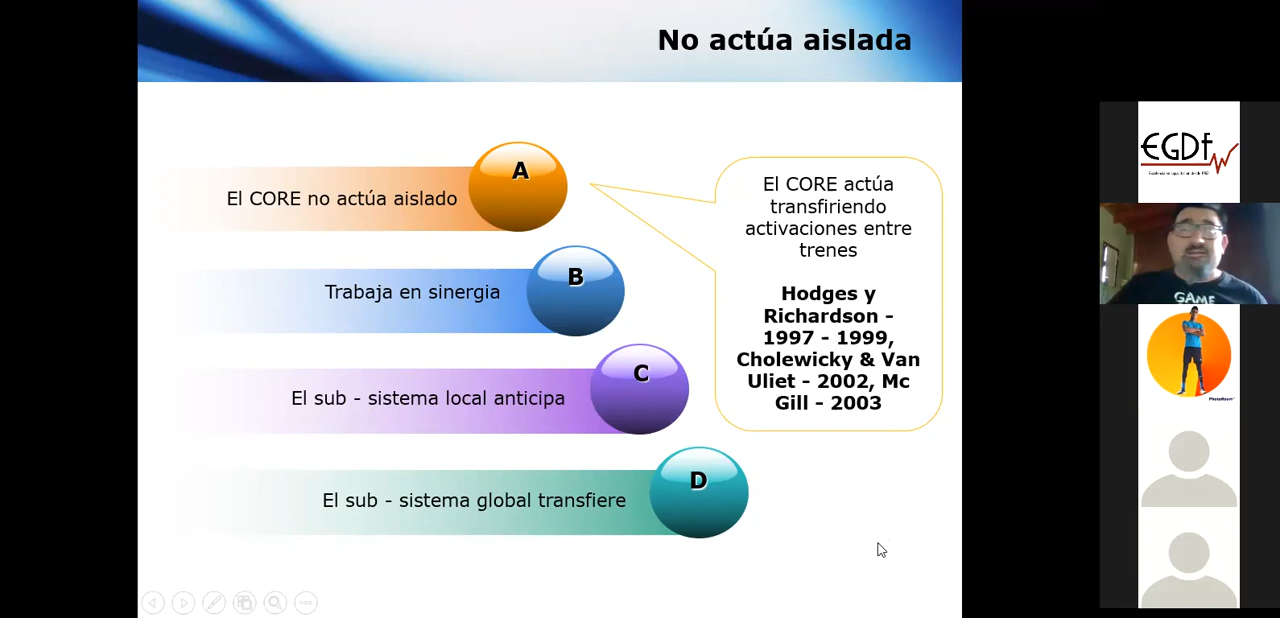 No actúa aislada
A
El CORE no actúa aislado
B
Trabaja en sinergia
C
El sub - sistema local anticipa
D
El sub - sistema global transfiere
El CORE actúa
transfiriendo
activaciones entre
trenes
Hodges y
Richardson -
1997 - 1999,
Cholewicky & Van
Uliet - 2002, Mc
Gill - 2003
EGDf
GAME
PhotoRoom